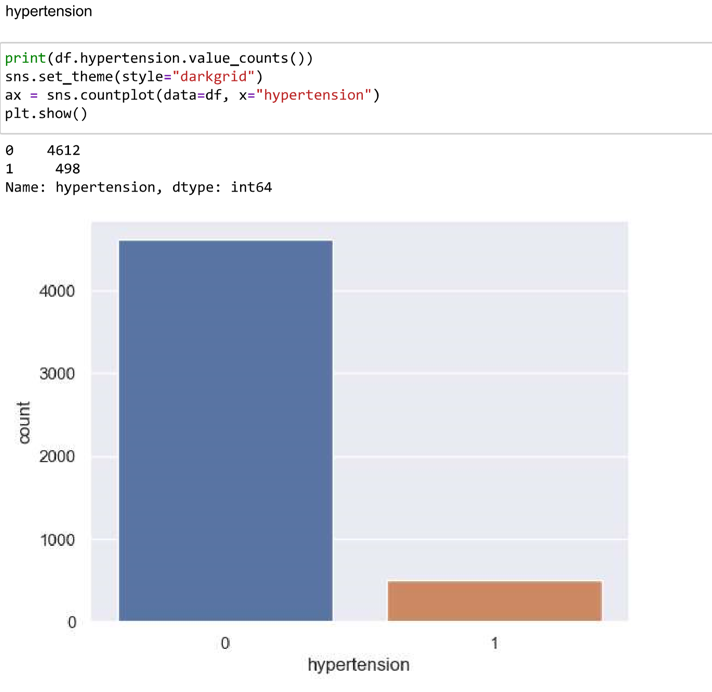 hypertension
print(df.hypertension.value_counts())
sns.set_theme(style="darkgrid")
ax = sns.countplot(data=df, x="hypertension")
plt.show()
0    4612
1     498
Name: hypertension, dtype: int64
4000
3000
count
2000
1000
0
0 1
hypertension